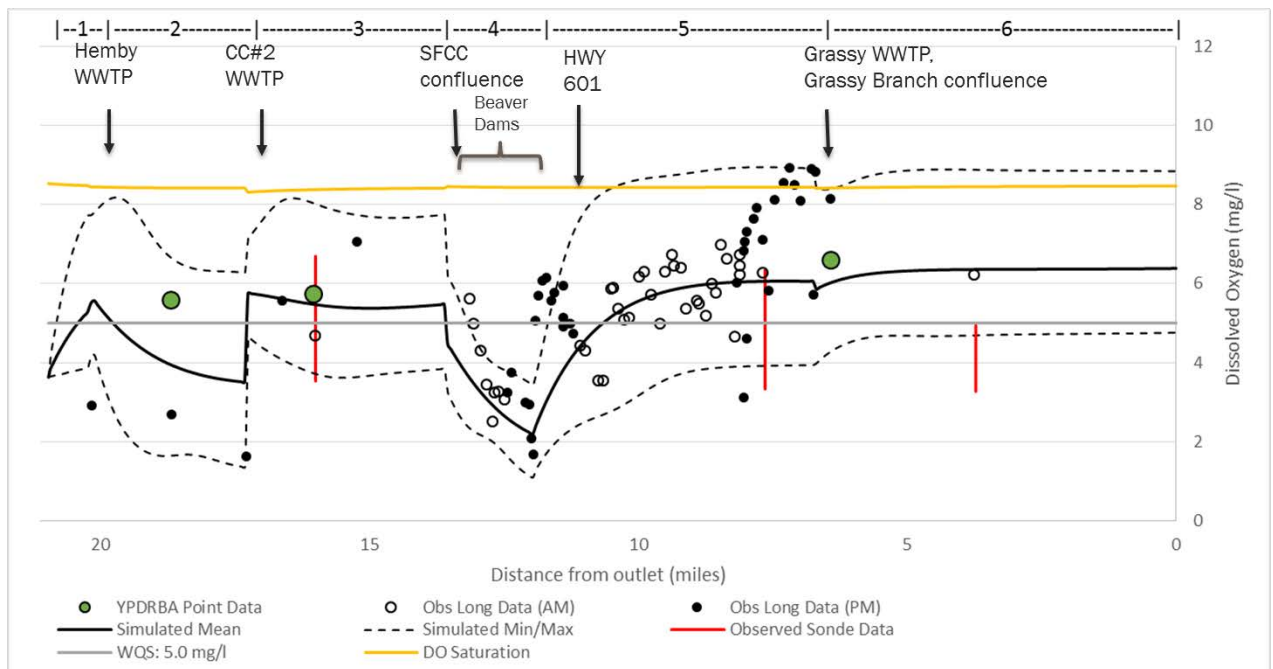 |--1--|-----2-----|------3------|----4----|-----------5-----------|--------------6--------------|
Hemby
WWTP
CC#2
WWTP
SFCC
confluence
Beaver
Dams
HWY
601
Grassy WWTP,
Grassy Branch confluence
12
10
8
6
4
2
0
Dissolved Oxygen (mg/l)
20
15
10
5
0
Distance from outlet (miles)
YPDRBA Point Data
Obs Long Data (AM)
Obs Long Data (PM)
Simulated Mean
Simulated Min/Max
Observed Sonde Data
WQS: 5.0 mg/l
DO Saturation